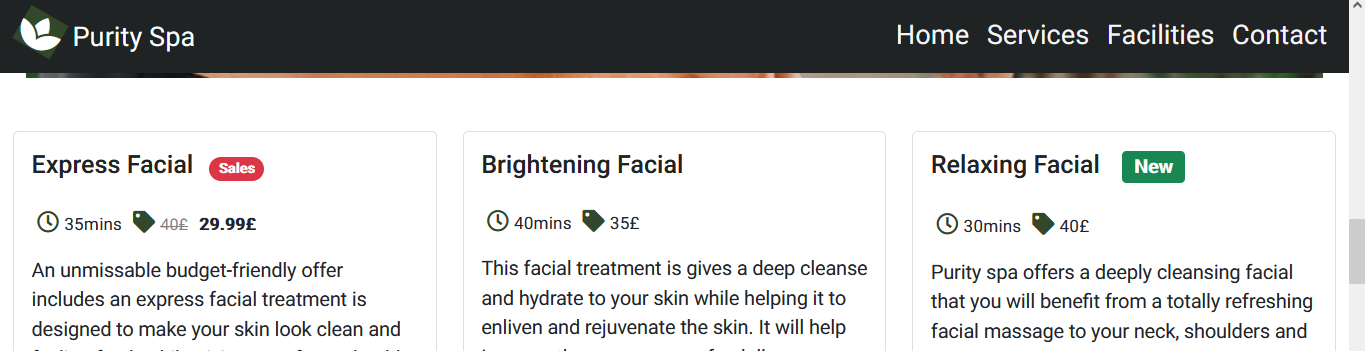 Purity Spa
Home Services Facilities Contact
Express Facial Sales
35mins 40£ 29.99£
An unmissable budget-friendly offer
includes an express facial treatment is
designed to make your skin look clean and
Brightening Facial
40mins 35£
This facial treatment is gives a deep cleanse
and hydrate to your skin while helping it to
enliven and rejuvenate the skin. It will help
Relaxing Facial New
30mins 40£
Purity spa offers a deeply cleansing facial
that you will benefit from a totally refreshing
facial massage to your neck, shoulders and